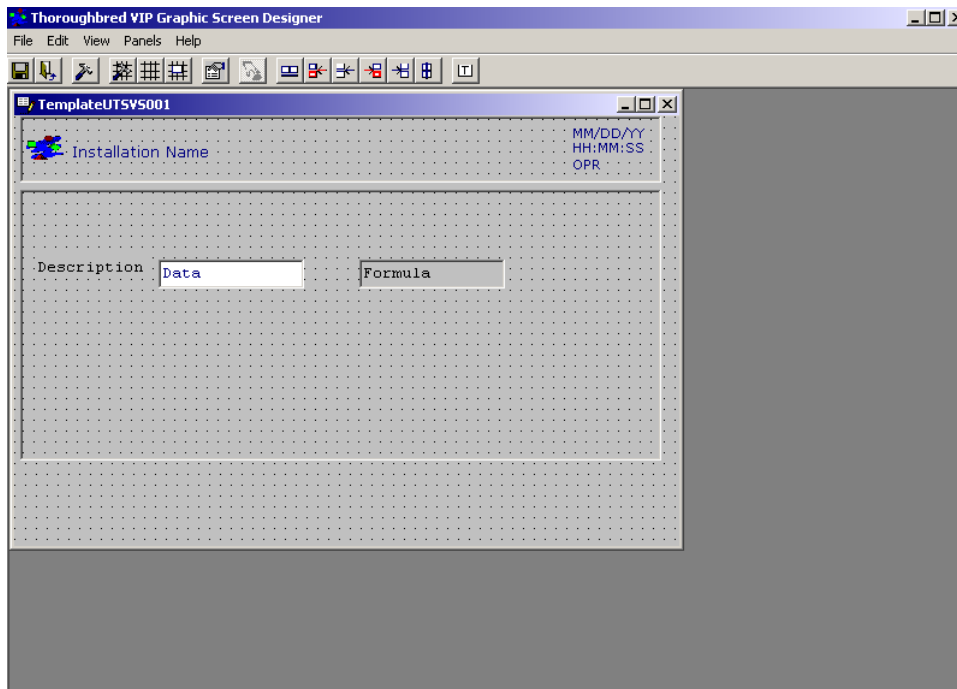 Thoroughbred VIP Graphic Screen Designer
File Edit View Panels Help
T
TemplateUTSVS001
Installation Name
MM/DD/YY
HH:MM:SS
OPR
Description Data Formula